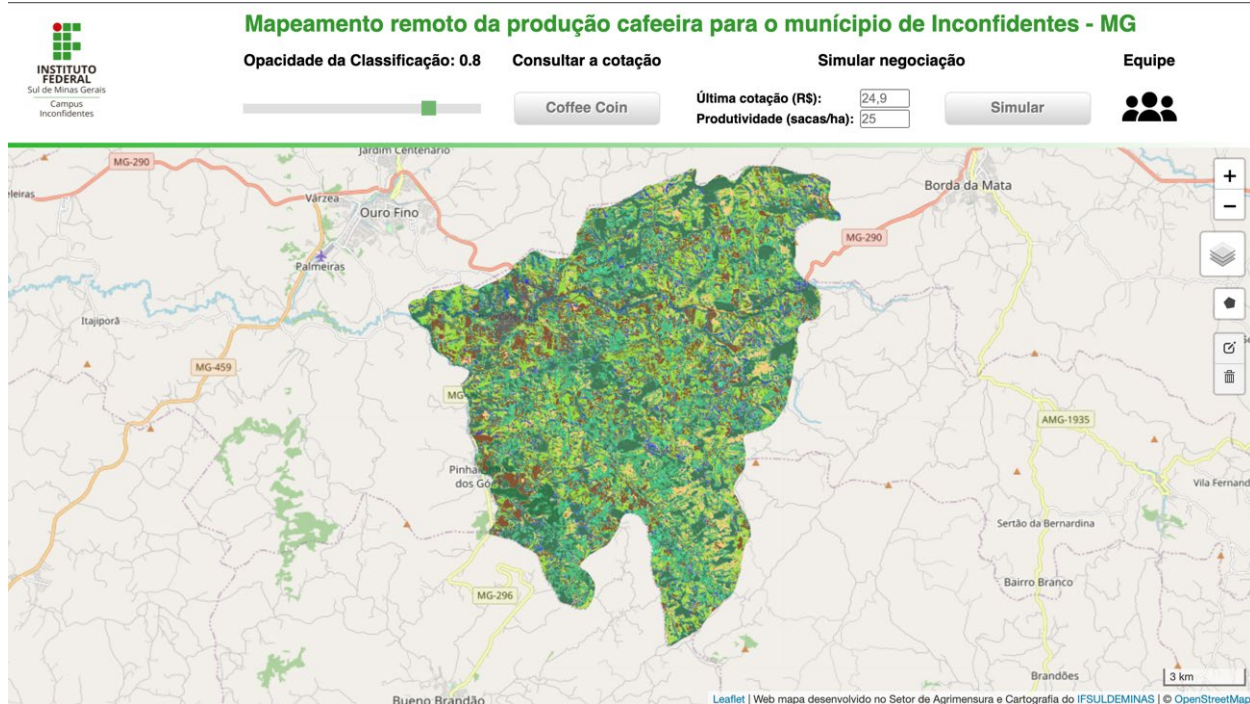 Mapeamento remoto da produção cafeeira para o munícipio de Inconfidentes - MG
INSTITUTO
FEDERAL
Sul de Minas Gerais
Campus
Inconfidentes
Opacidade da Classificação: 0.8
Consultar a cotação
Coffee Coin
Simular negociação
Última cotação (R$): 24,9
Produtividade (sacas/ha): 25
Simular
Equipe
MG-290
Jardim Centenário
eleiras
Várzea
Ouro Fino
Borda da Mata
MG-290
Palmeiras
Itajiporã
MG-459
MG
AMG-1935
Pinha
dos Gó
Vila Fernand
Sertão da Bernardina
Bairro Branco
MG-296
Brandões
Bueno Brandão
+
−
3 km
Leaflet | Web mapa desenvolvido no Setor de Agrimensura e Cartografia do IFSULDEMINAS | © OpenStreetMap